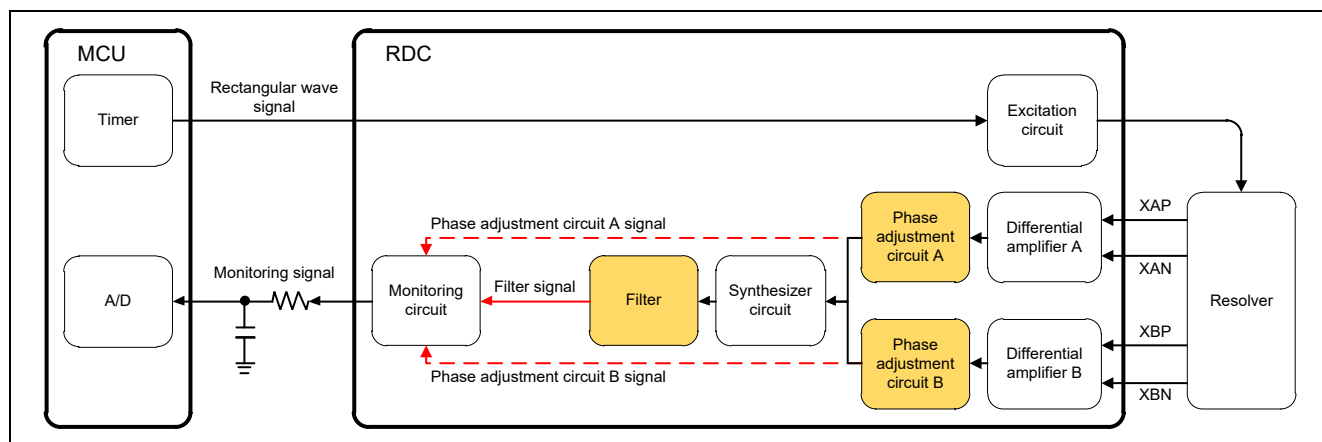 MCU
RDC
Timer
Rectangular wave
signal
Excitation
circuit
Phase adjustment circuit A signal
Phase
adjustment
circuit A
Differential
amplifier A
XAP
XAN
A/D
Monitoring signal
Monitoring
circuit
Filter signal
Filter
Synthesizer
circuit
Resolver
Phase adjustment circuit B signal
Phase
adjustment
circuit B
Differential
amplifier B
XBP
XBN